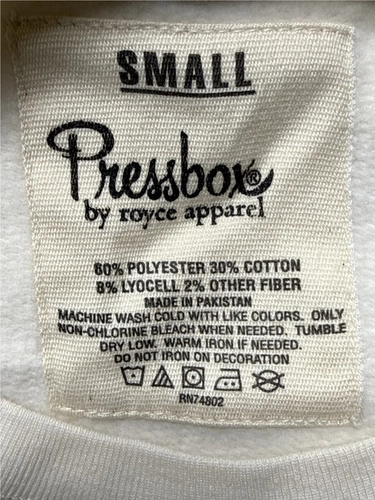 SMALL
Pressbox®
by royce apparel
60% POLYESTER 30% COTTON
8% LYOCELL 2% OTHER FIBER
MADE IN PAKISTAN
MACHINE WASH COLD WITH LIKE COLORS. ONLY
NON-CHLORINE BLEACH WHEN NEEDED. TUMBLE
DRY LOW. WARM IRON IF NEEDED.
DO NOT IRON ON DECORATION
RN74802